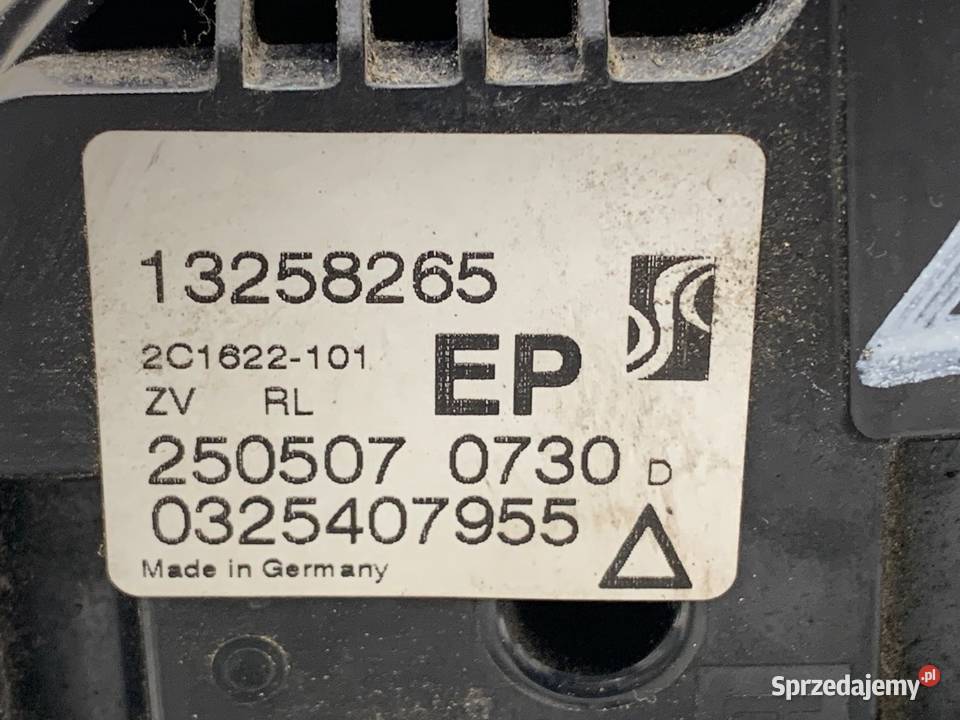 13258265
2C1622-101
EP
ZV RL
250507 0730 D
0325407955
Made in Germany
Sprzedajemy.pl